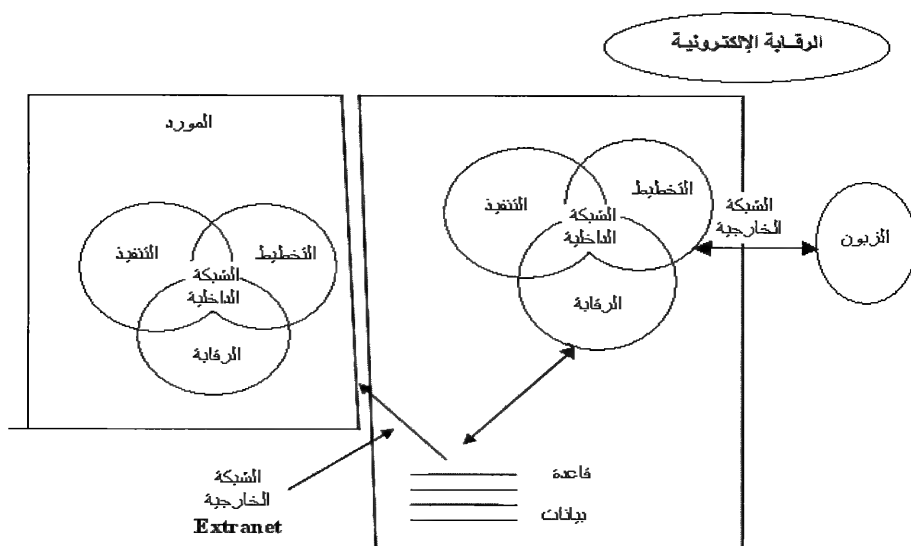 الرقابة الإلكترونية
المورد
التخطيط
التنفيذ
الشبكة
الداخلية
الرقابة
الشبكة
الخارجية
الزبون
التخطيط
التنفيذ
الشبكة
الداخلية
الرقابة
قاعدة
بيانات
الشبكة
الخارجية
Extranet